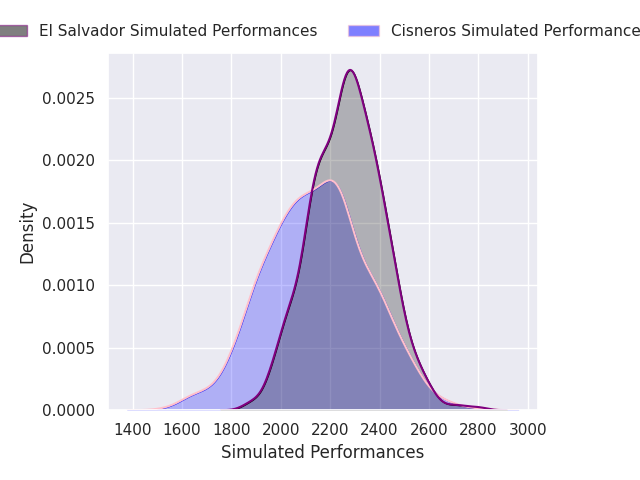 El Salvador Simulated Performances Cisneros Simulated Performance
0.0025
0.0020
0.0015
0.0010
0.0005
0.0000
Density
1400 1600 1800 2000 2200 2400 2600 2800 3000
Simulated Performances